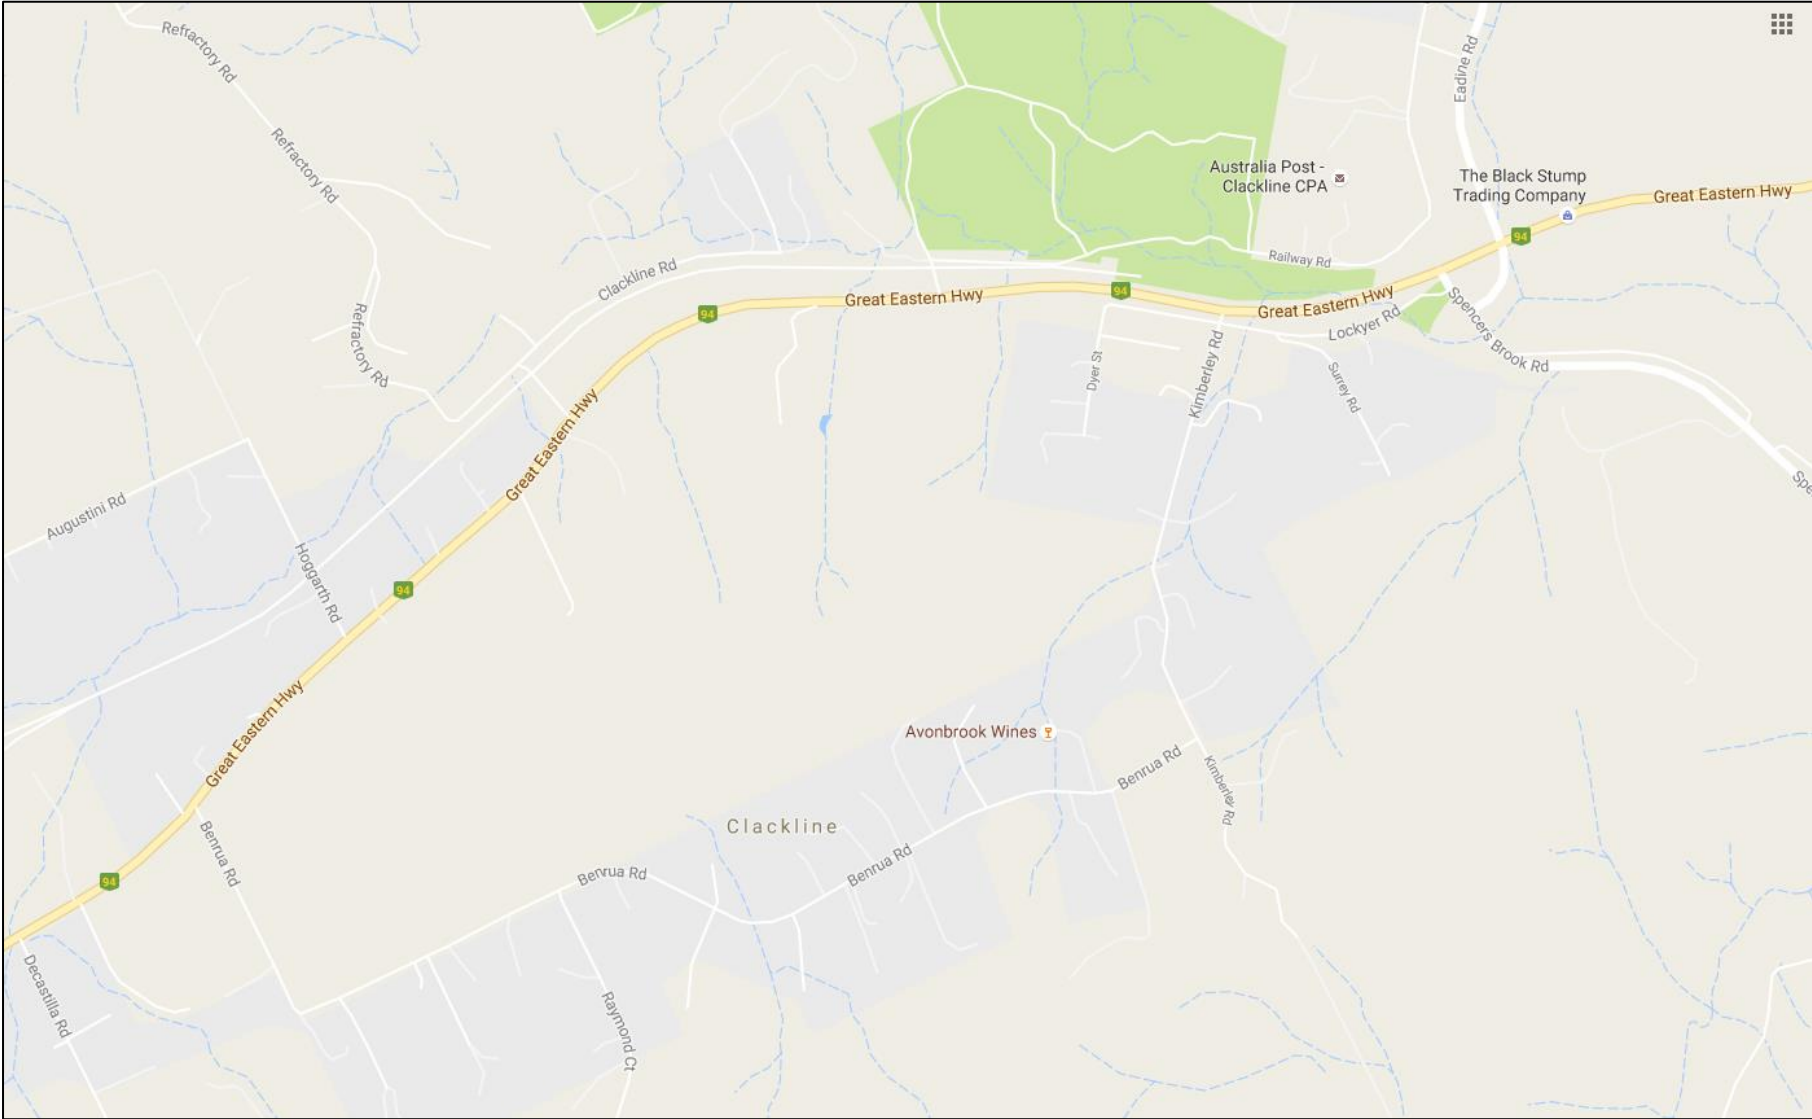 Refractory Rd
Eadine Rd
Refractory Rd
Australia Post -
Clackline CPA
The Black Stump
Trading Company
Great Eastern Hwy
94
Railway Rd
Clackline Rd
94
Great Eastern Hwy
94
Great Eastern Hwy
Spencers Brook Rd
Lockyer Rd
Refractory Rd
Kimberley Rd
Dyer St
Surrey Rd
Great Eastern Hwy
Spe
Augustini Rd
Hoggarth Rd
94
Great Eastern Hwy
Avonbrook Wines
Benrua Rd
Kimberley Rd
Clackline
Benrua Rd
Benrua Rd
Benrua Rd
94
Decastilla Rd
Raymond Ct